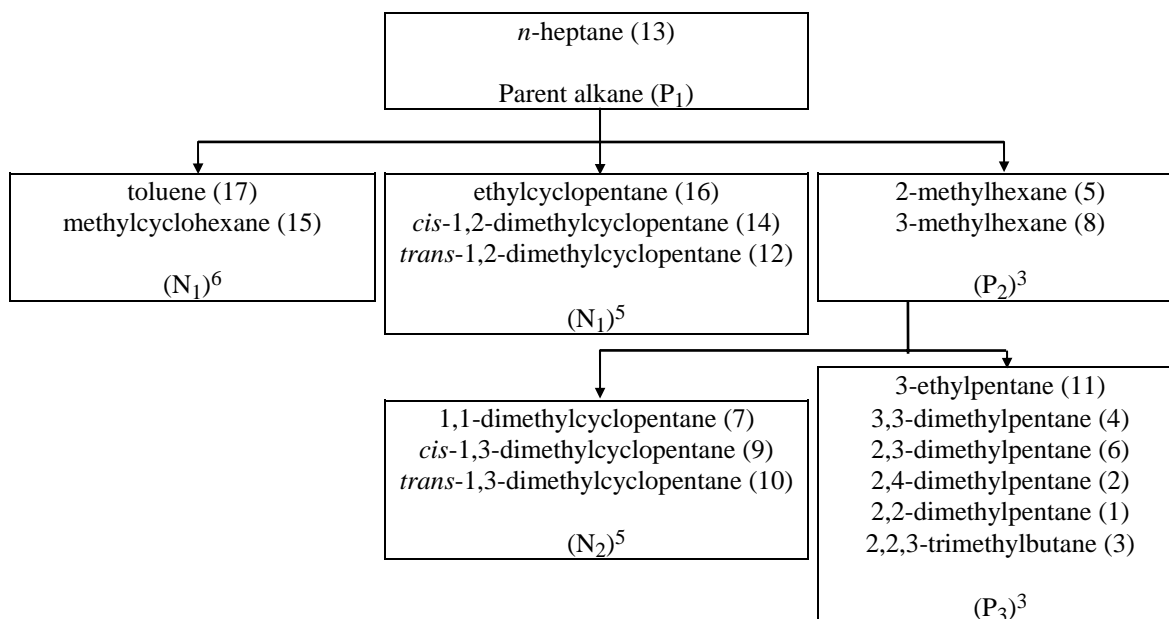 n-heptane (13)
Parent alkane (P1)
toluene (17)
methylcyclohexane (15)
(N1)6
ethylcyclopentane (16)
cis-1,2-dimethylcyclopentane (14)
trans-1,2-dimethylcyclopentane (12)
(N1)5
2-methylhexane (5)
3-methylhexane (8)
(P2)3
1,1-dimethylcyclopentane (7)
cis-1,3-dimethylcyclopentane (9)
trans-1,3-dimethylcyclopentane (10)
(N2)5
3-ethylpentane (11)
3,3-dimethylpentane (4)
2,3-dimethylpentane (6)
2,4-dimethylpentane (2)
2,2-dimethylpentane (1)
2,2,3-trimethylbutane (3)
(P3)3